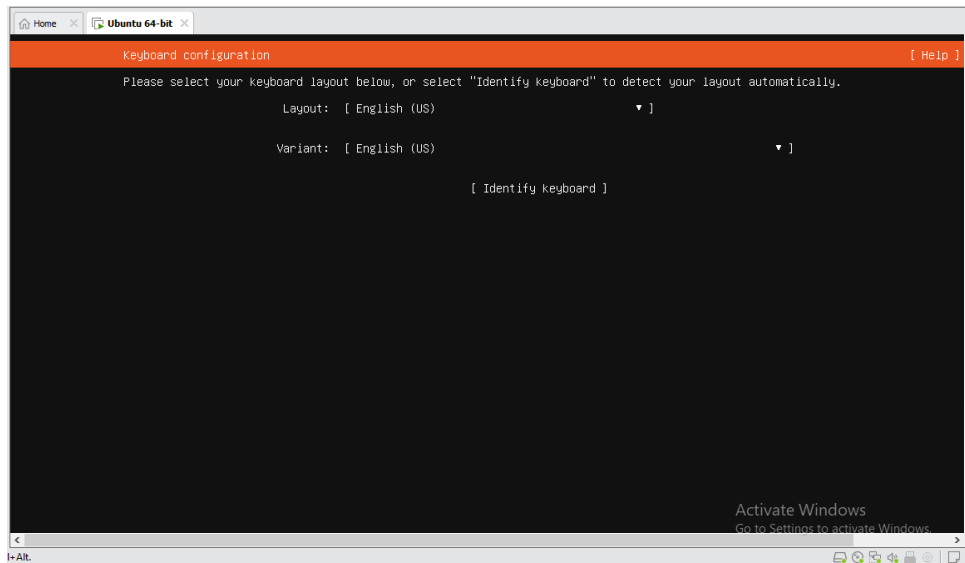 Home
Ubuntu 64-bit
Keyboard configuration [ Help ]
Please select your keyboard layout below, or select "Identify keyboard" to detect your layout automatically.
Layout: [ English (US) ▾ ]
Variant: [ English (US) ▾ ]
[ Identify keyboard ]
Activate Windows
Go to Settings to activate Windows.
l+Alt.